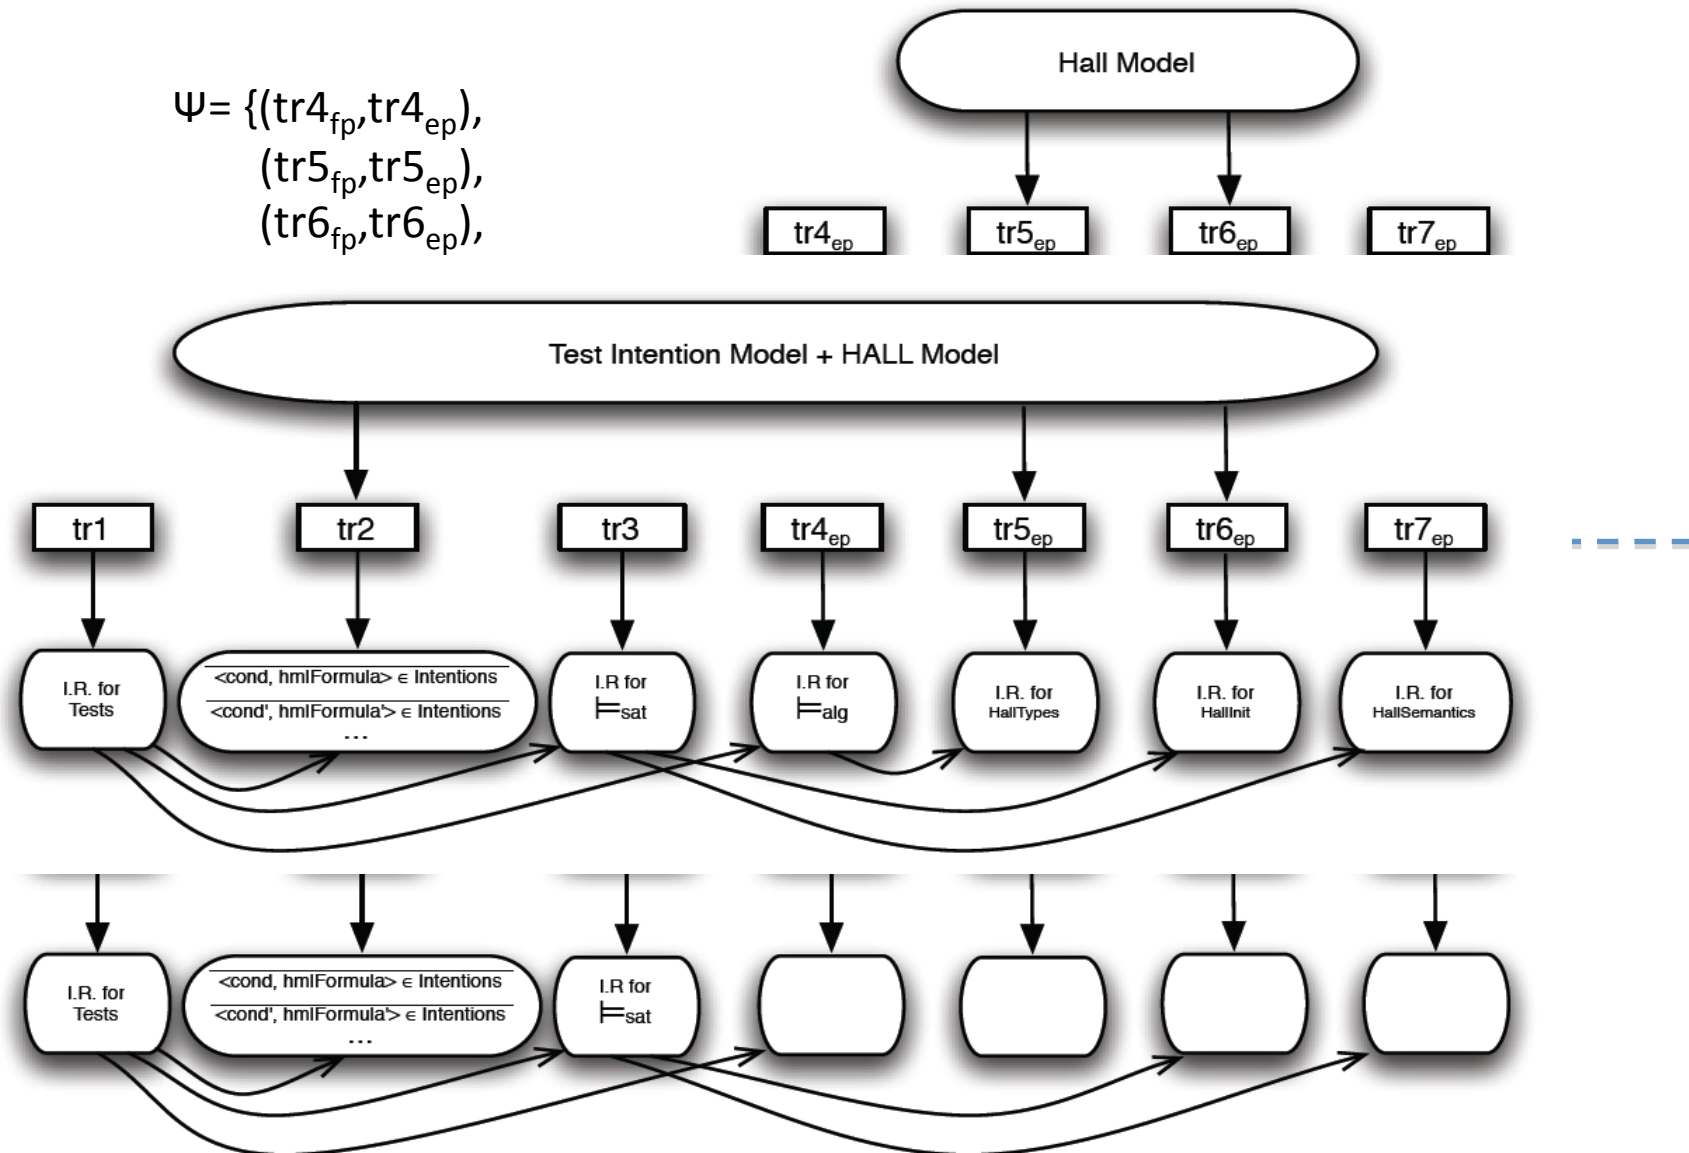 Hall Model
Ψ= {(tr4fp,tr4ep),
(tr5fp,tr5ep),
(tr6fp,tr6ep),
tr4ep tr5ep tr6ep tr7ep
Test Intention Model + HALL Model
tr1 tr2 tr3 tr4ep tr5ep tr6ep tr7ep
I.R. for
Tests
<cond, hmlFormula> ∈ Intentions
<cond', hmlFormula'> ∈ Intentions
...
I.R for
⊨sat
I.R for
⊨alg
I.R. for
HallTypes
I.R. for
HallInit
I.R. for
HallSemantics
I.R. for
Tests
<cond, hmlFormula> ∈ Intentions
<cond', hmlFormula'> ∈ Intentions
...
I.R for
⊨sat